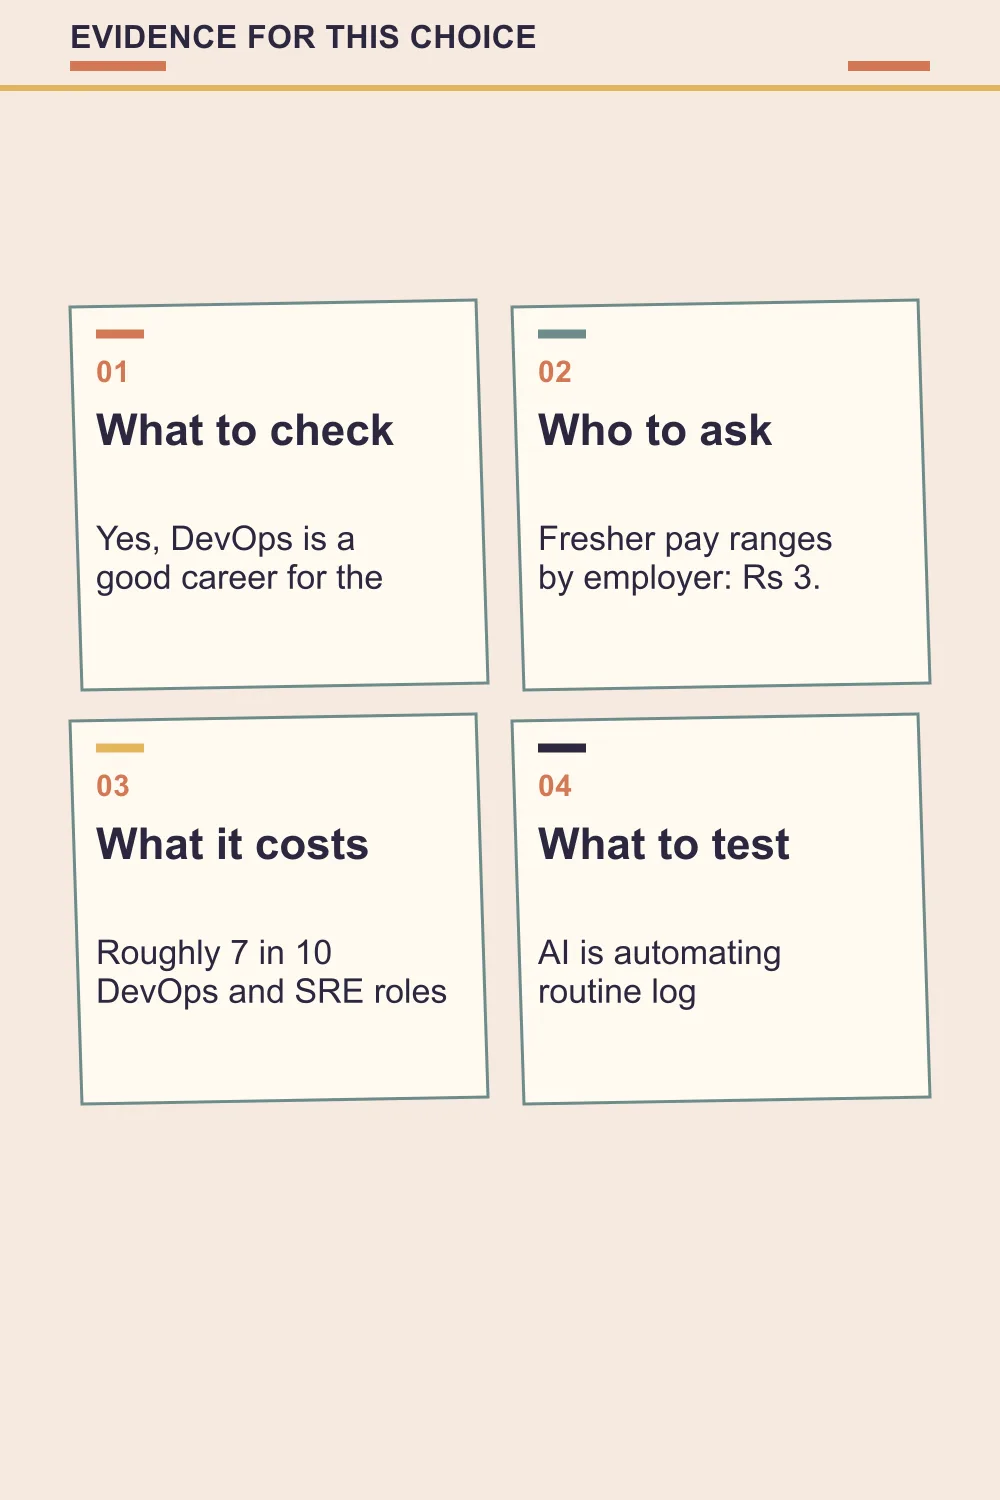 EVIDENCE FOR THIS CHOICE
01
What to check
Yes, DevOps is a
good career for the
02
Who to ask
Fresher pay ranges
by employer: Rs 3.
03
What it costs
Roughly 7 in 10
DevOps and SRE roles
04
What to test
AI is automating
routine log